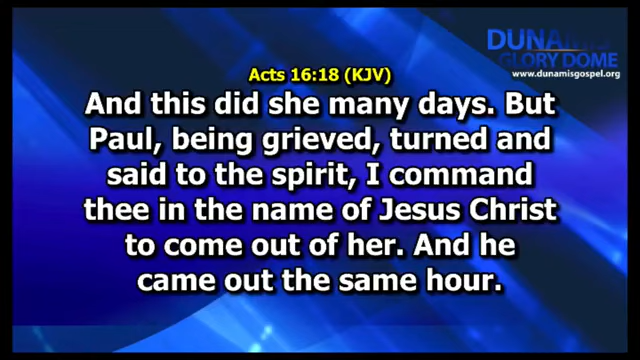 DUNAMIS
GLORY DOME
www.dunamisgospel.org
Acts 16:18 (KJV)
And this did she many days. But
Paul, being grieved, turned and
said to the spirit, I command
thee in the name of Jesus Christ
to come out of her. And he
came out the same hour.